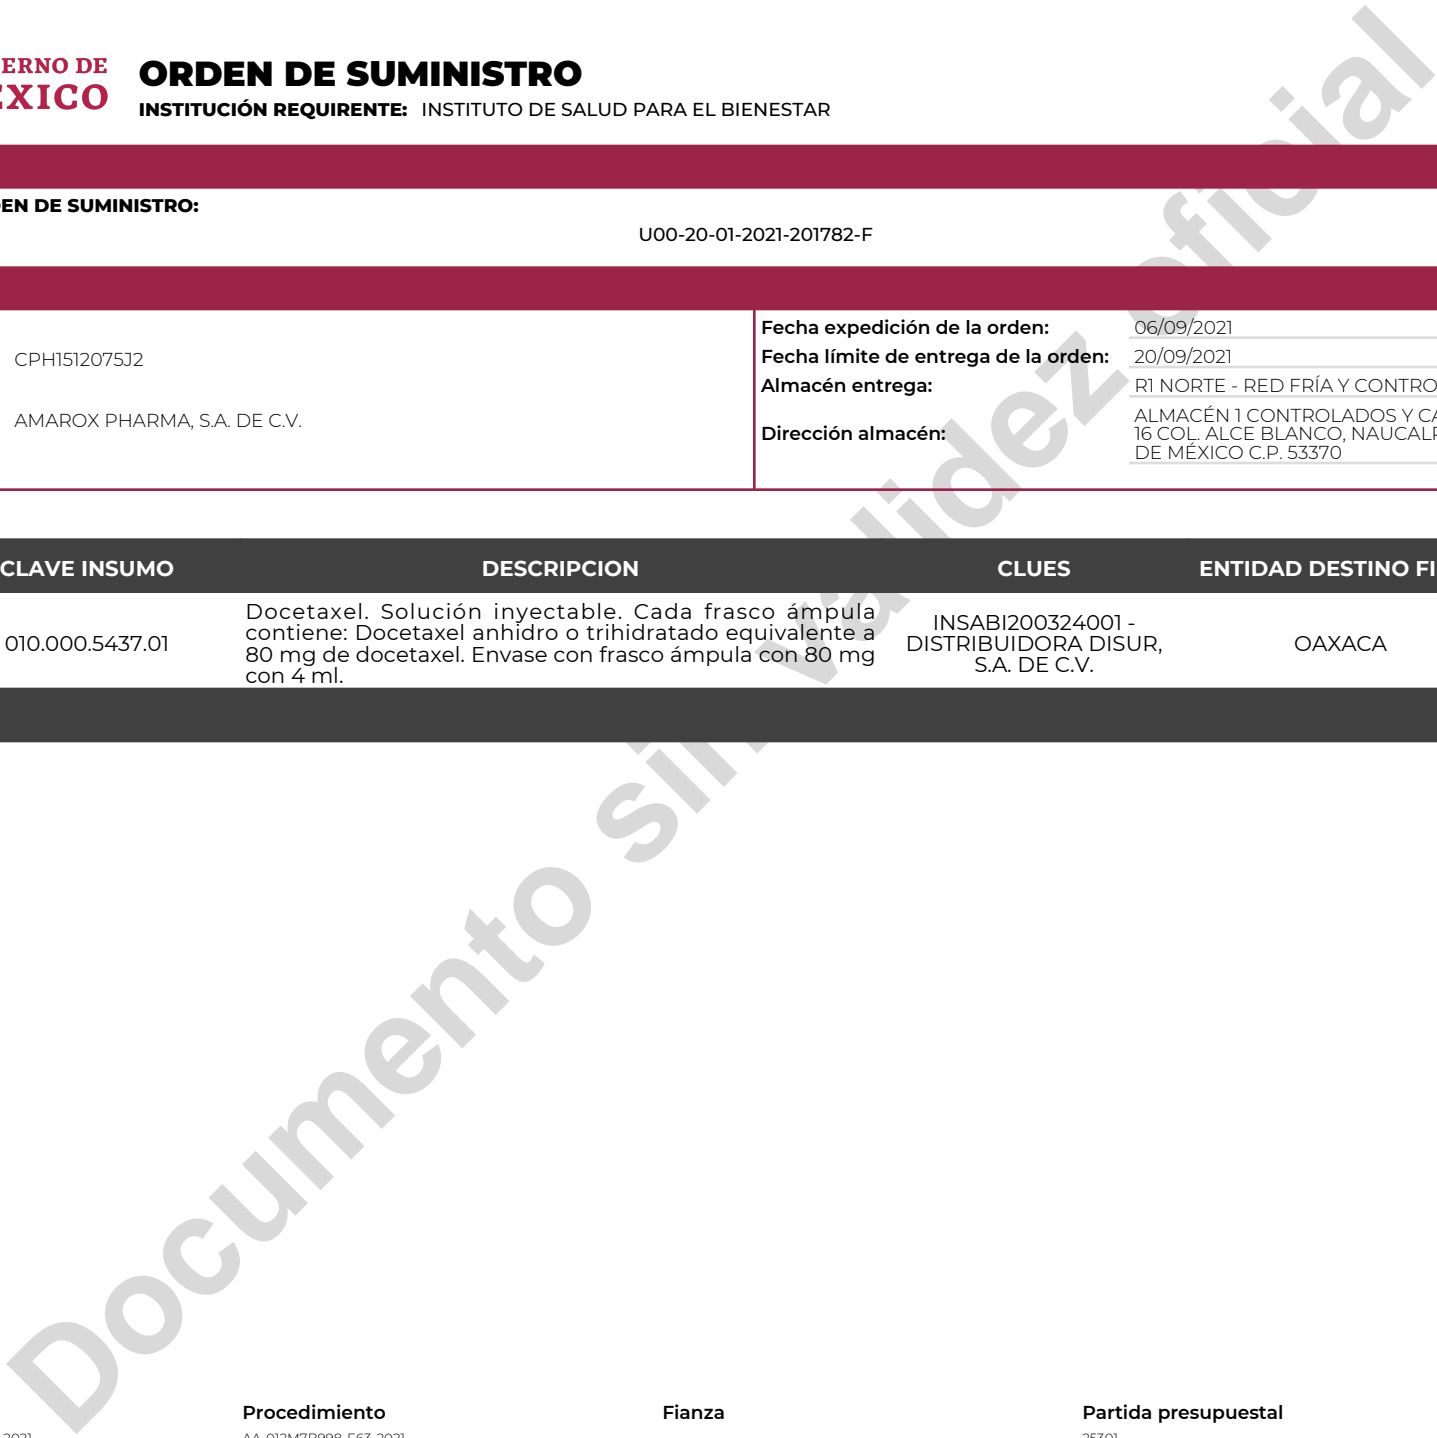 ERNO DE
ÉXICO
ORDEN DE SUMINISTRO
INSTITUCIÓN REQUIRENTE: INSTITUTO DE SALUD PARA EL BIENESTAR
EN DE SUMINISTRO:
U00-20-01-2021-201782-F
CPH1512075J2
AMAROX PHARMA, S.A. DE C.V.
Fecha expedición de la orden: 06/09/2021
Fecha límite de entrega de la orden: 20/09/2021
Almacén entrega: R1 NORTE - RED FRÍA Y CONTRO
Dirección almacén:
ALMACÉN 1 CONTROLADOS Y CA
16 COL. ALCE BLANCO, NAUCALP
DE MÉXICO C.P. 53370
CLAVE INSUMO DESCRIPCION CLUES ENTIDAD DESTINO FI
010.000.5437.01
Docetaxel. Solución inyectable. Cada frasco ámpula
contiene: Docetaxel anhidro o trihidratado equivalente a
80 mg de docetaxel. Envase con frasco ámpula con 80 mg
con 4 ml.
INSABI200324001 -
DISTRIBUIDORA DISUR,
S.A. DE C.V.
OAXACA
Documento sin validez oficial
Procedimiento Fianza Partida presupuestal